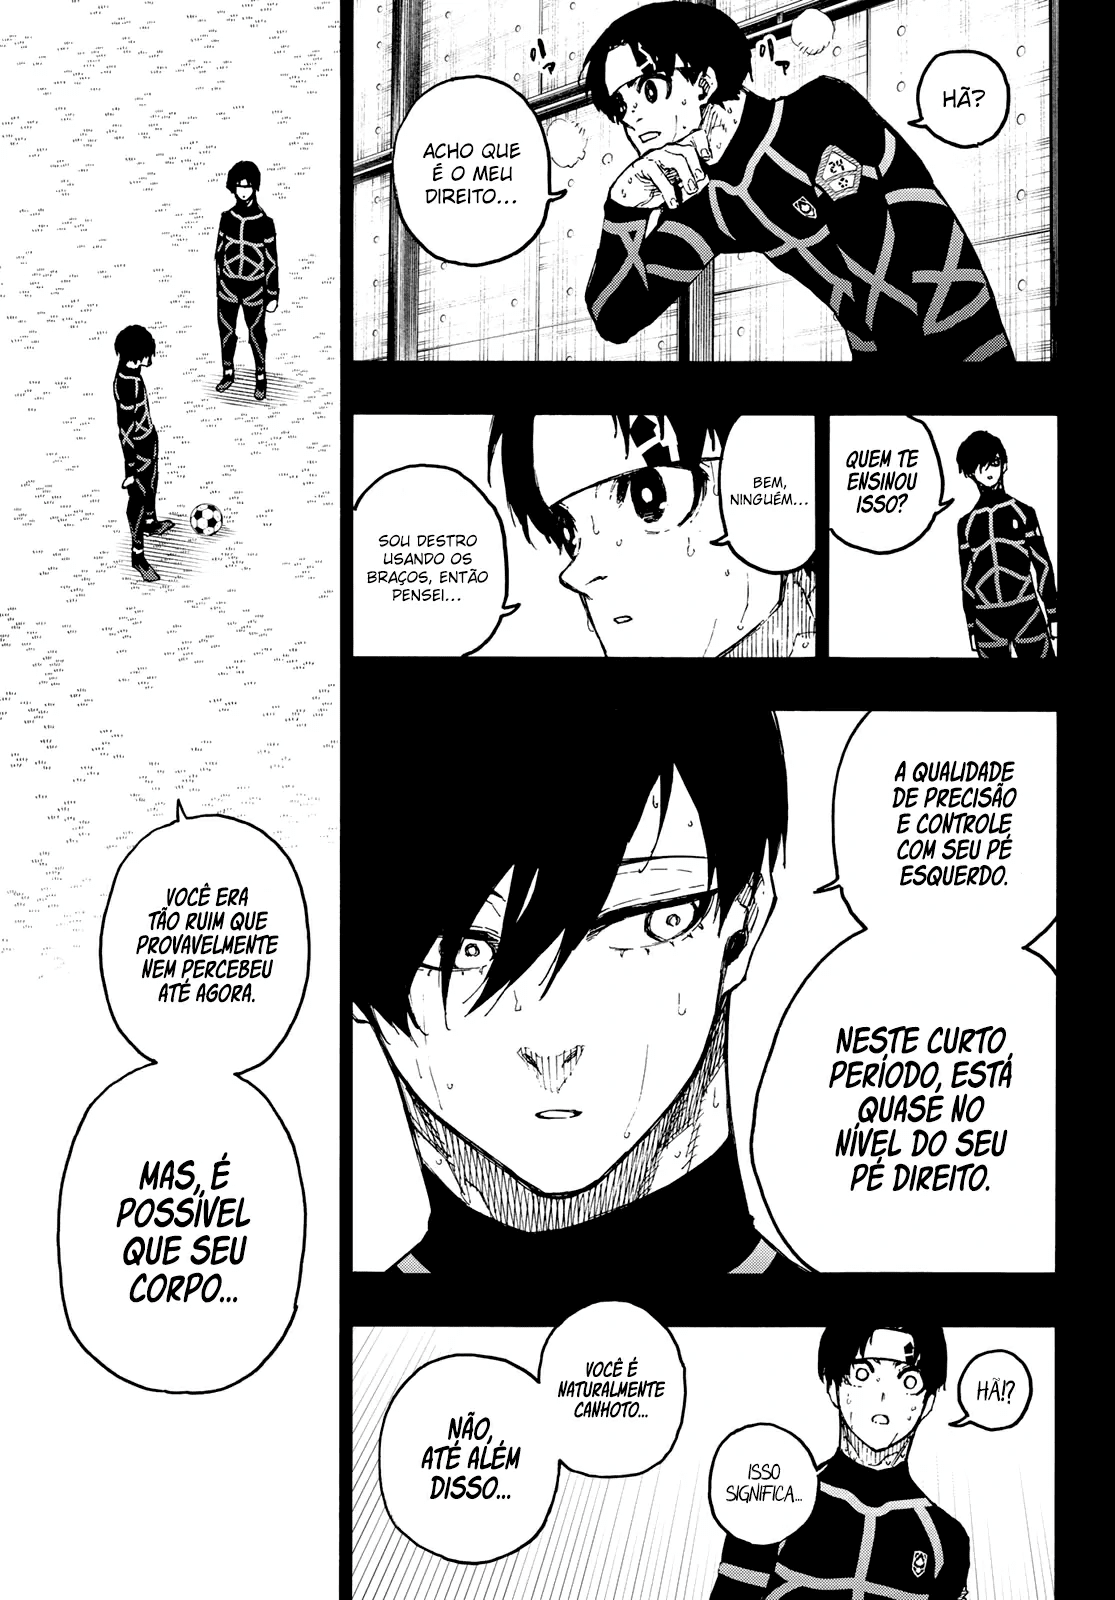 HÃ?
24
ACHO QUE
É O MEU
DIREITO...
QUEM TE
ENSINOU
ISSO?
BEM,
NINGUÉM...
SOU DESTRO
USANDO OS
BRAÇOS, ENTÃO
PENSEI...
A QUALIDADE
DE PRECISÃO
E CONTROLE
COM SEU PÉ
ESQUERDO.
NESTE CURTO
PERÍODO, ESTÁ
QUASE NO
NÍVEL DO SEU
PÉ DIREITO.
HÃ!?
ISSO
SIGNIFICA...
VOCÊ É
NATURALMENTE
CANHOTO...
NÃO,
ATÉ ALÉM
DISSO...
VOCÊ ERA
TÃO RUIM QUE
PROVAVELMENTE
NEM PERCEBEU
ATÉ AGORA.
MAS, É
POSSÍVEL
QUE SEU
CORPO...